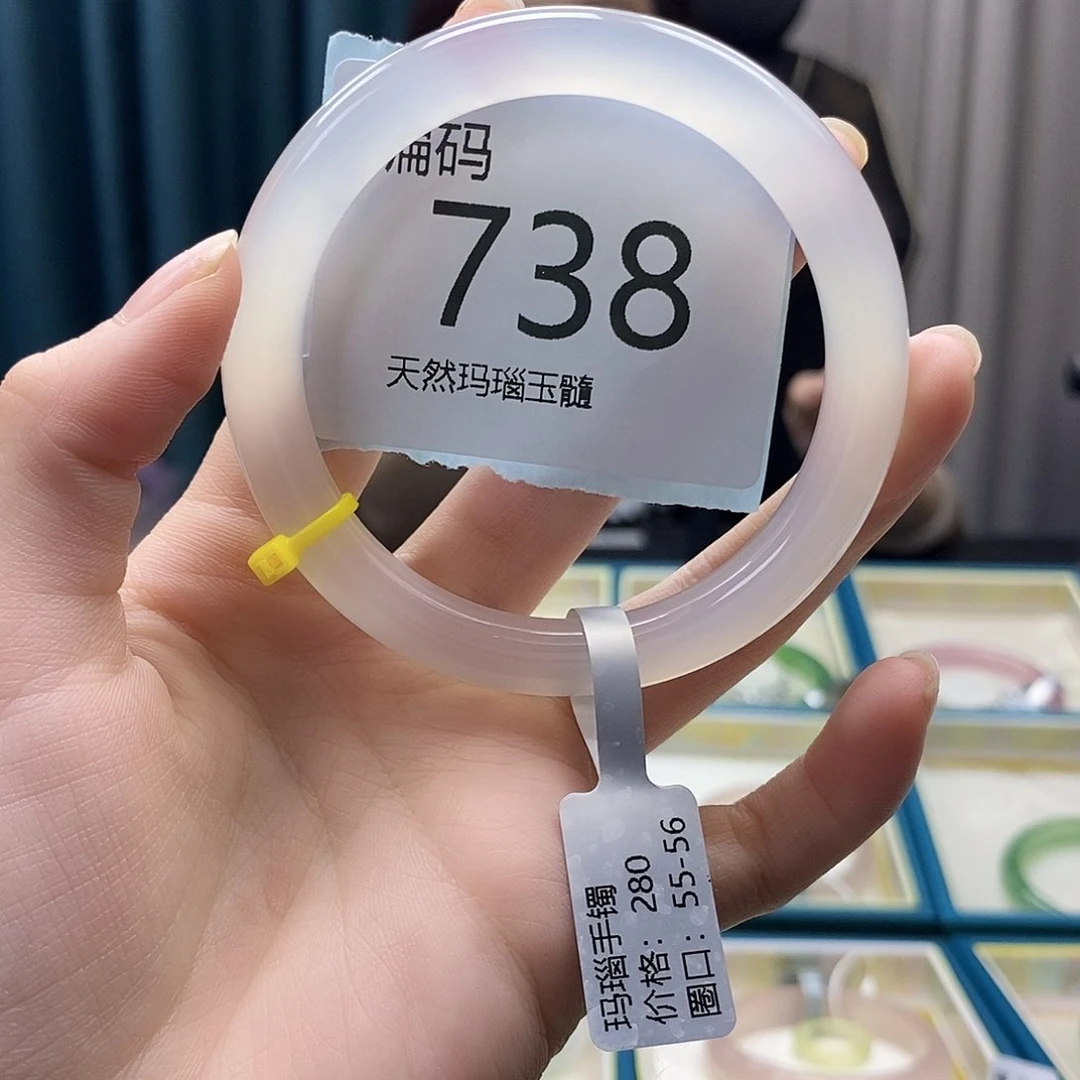 编码
738
天然玛瑙玉髓
玛瑙手镯
价格：280
圈口：55-56